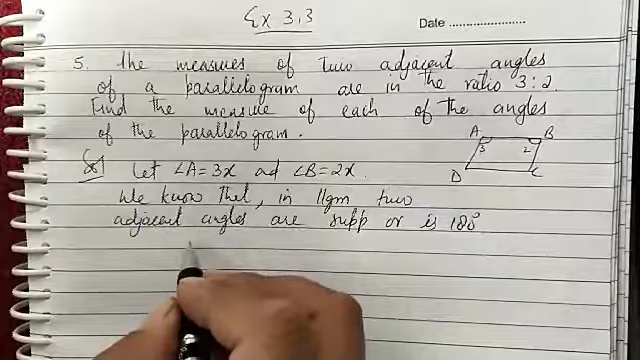 Ex 3.3
Date ........................
5. The measures of two adjacent angles
of a parallelogram are in the ratio 3:2.
Find the measure of each of the angles
of the parallelogram.
A B
3 2
D C
Let ∠A=3x ad ∠B=2x.
We know that, in llgm two
adjacent angles are supp or is 180°